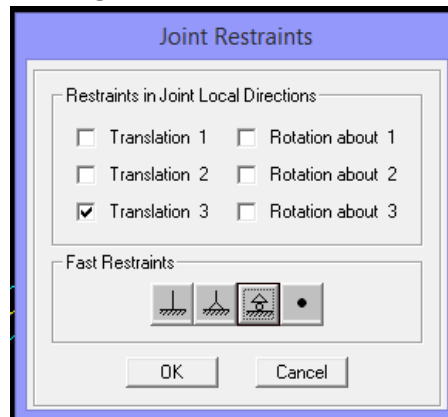 Joint Restraints
Restraints in Joint Local Directions
Translation 1 Rotation about 1
Translation 2 Rotation about 2
Translation 3 Rotation about 3
Fast Restraints
OK Cancel